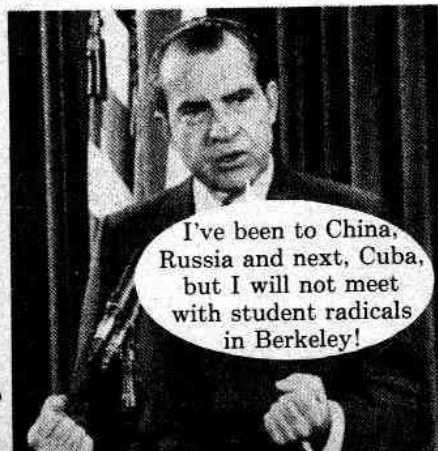 I've been to China,
Russia and next, Cuba,
but I will not meet
with student radicals
in Berkeley!